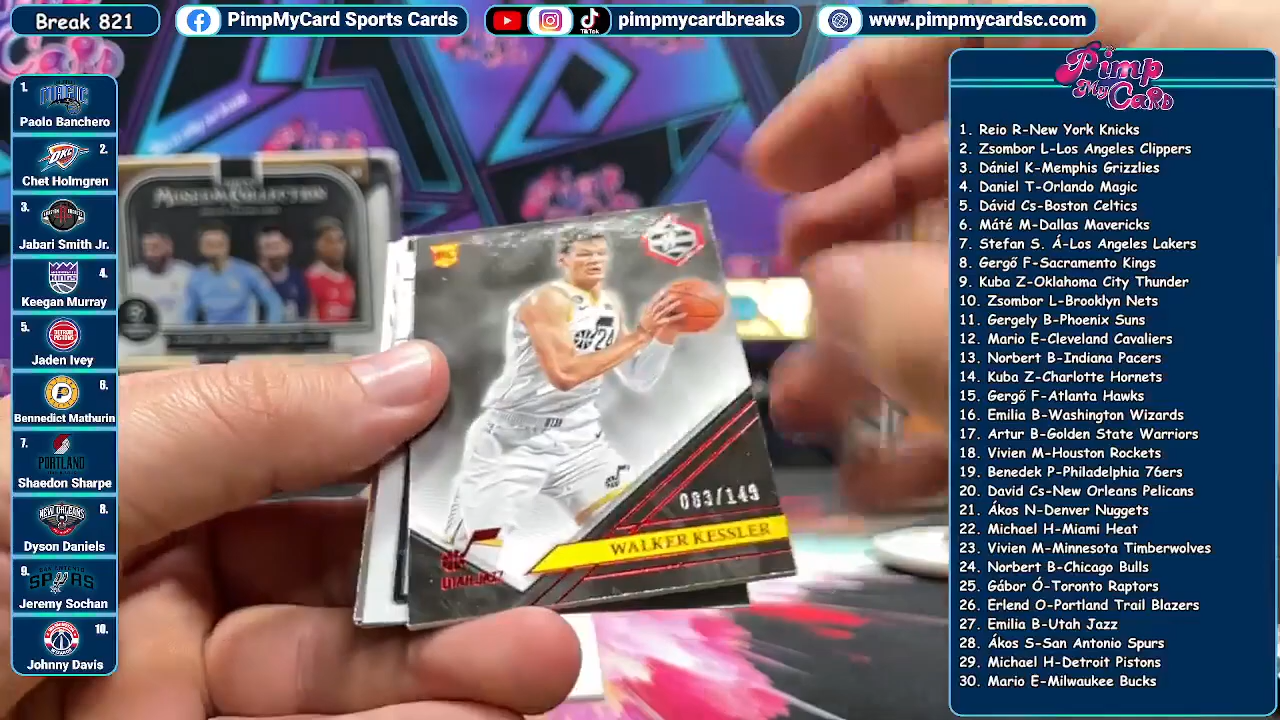 Break 821
PimpMyCard Sports Cards
TikTok
pimpmycardbreaks
www.pimpmycardsc.com
1.
MAGIC
Paolo Banchero
2.
OKC
Chet Holmgren
3.
Jabari Smith Jr.
4.
KINGS
Keegan Murray
5.
Jaden Ivey
6.
Bennedict Mathurin
7.
PORTLAND
Shaedon Sharpe
8.
NEW ORLEANS
Dyson Daniels
9.
SPURS
Jeremy Sochan
10.
Johnny Davis
MUSEUM COLLECTION
24
083/149
WALKER KESSLER
UTAH JAZZ
Pimp
My Card
1. Reio R-New York Knicks
2. Zsombor L-Los Angeles Clippers
3. Dániel K-Memphis Grizzlies
4. Daniel T-Orlando Magic
5. Dávid Cs-Boston Celtics
6. Máté M-Dallas Mavericks
7. Stefan S. Á-Los Angeles Lakers
8. Gergő F-Sacramento Kings
9. Kuba Z-Oklahoma City Thunder
10. Zsombor L-Brooklyn Nets
11. Gergely B-Phoenix Suns
12. Mario E-Cleveland Cavaliers
13. Norbert B-Indiana Pacers
14. Kuba Z-Charlotte Hornets
15. Gergő F-Atlanta Hawks
16. Emilia B-Washington Wizards
17. Artur B-Golden State Warriors
18. Vivien M-Houston Rockets
19. Benedek P-Philadelphia 76ers
20. David Cs-New Orleans Pelicans
21. Ákos N-Denver Nuggets
22. Michael H-Miami Heat
23. Vivien M-Minnesota Timberwolves
24. Norbert B-Chicago Bulls
25. Gábor Ó-Toronto Raptors
26. Erlend O-Portland Trail Blazers
27. Emilia B-Utah Jazz
28. Ákos S-San Antonio Spurs
29. Michael H-Detroit Pistons
30. Mario E-Milwaukee Bucks